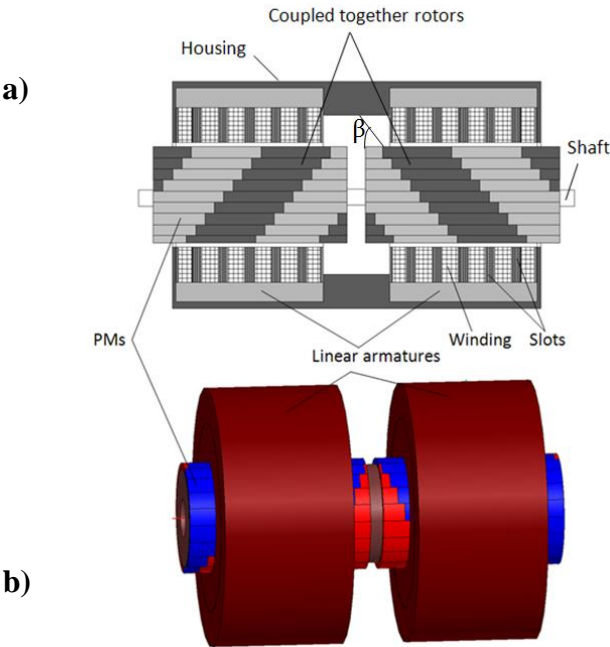 Coupled together rotors
Housing
a)
β
Shaft
PMs
Winding
Slots
Linear armatures
b)